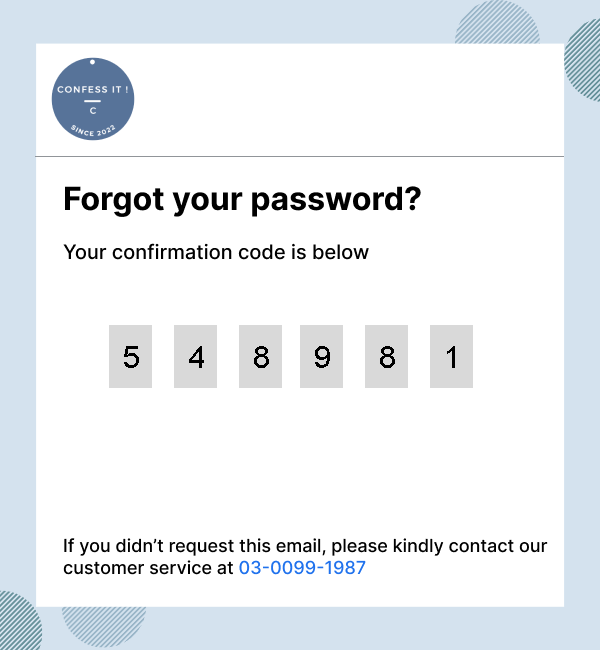 CONFESS IT !
C
SINCE 2022
Forgot your password?
Your confirmation code is below
5 4 8 9 8 1
If you didn’t request this email, please kindly contact our
customer service at 03-0099-1987